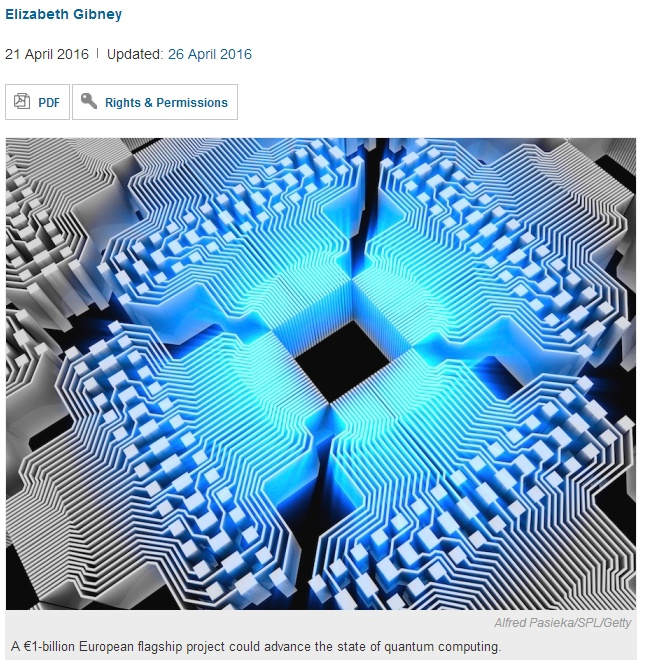 Elizabeth Gibney
21 April 2016 | Updated: 26 April 2016
PDF Rights & Permissions
Alfred Pasieka/SPL/Getty
A €1-billion European flagship project could advance the state of quantum computing.